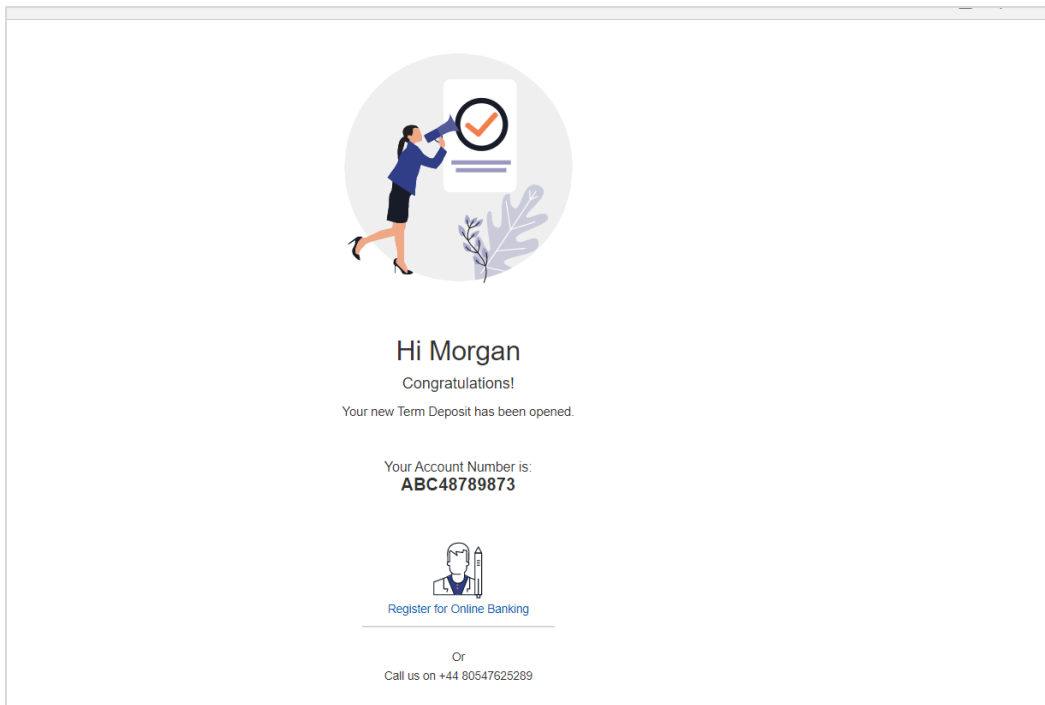 Hi Morgan
Congratulations!
Your new Term Deposit has been opened.
Your Account Number is:
ABC48789873
Register for Online Banking
Or
Call us on +44 80547625289